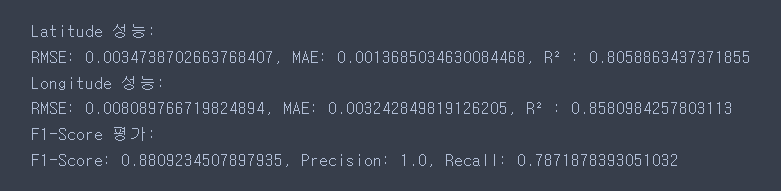 Latitude 성능:
RMSE: 0.0034738702663768407, MAE: 0.0013685034630084468, R² : 0.8058863437371855
Longitude 성능:
RMSE: 0.008089766719824894, MAE: 0.003242849819126205, R² : 0.8580984257803113
F1-Score 평가:
F1-Score: 0.8809234507897935, Precision: 1.0, Recall: 0.7871878393051032